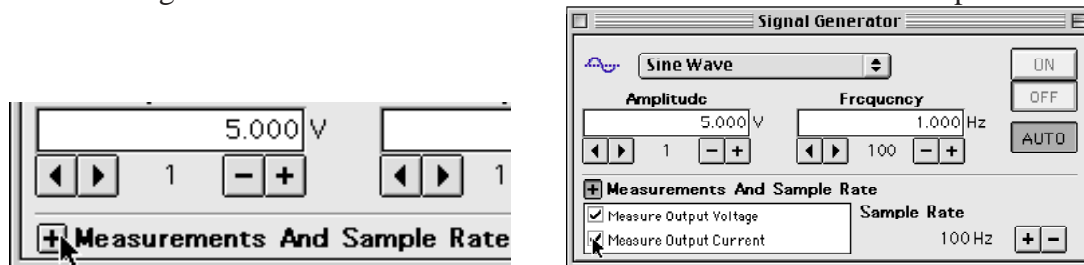 5.000 V
1
1
Measurements And Sample Rate
Signal Generator
Sine Wave
ON
OFF
AUTO
Amplitude Frequency
5.000 V 1.000 Hz
1 - + 100 - +
Measurements And Sample Rate
Measure Output Voltage
Measure Output Current
Sample Rate
100 Hz + -